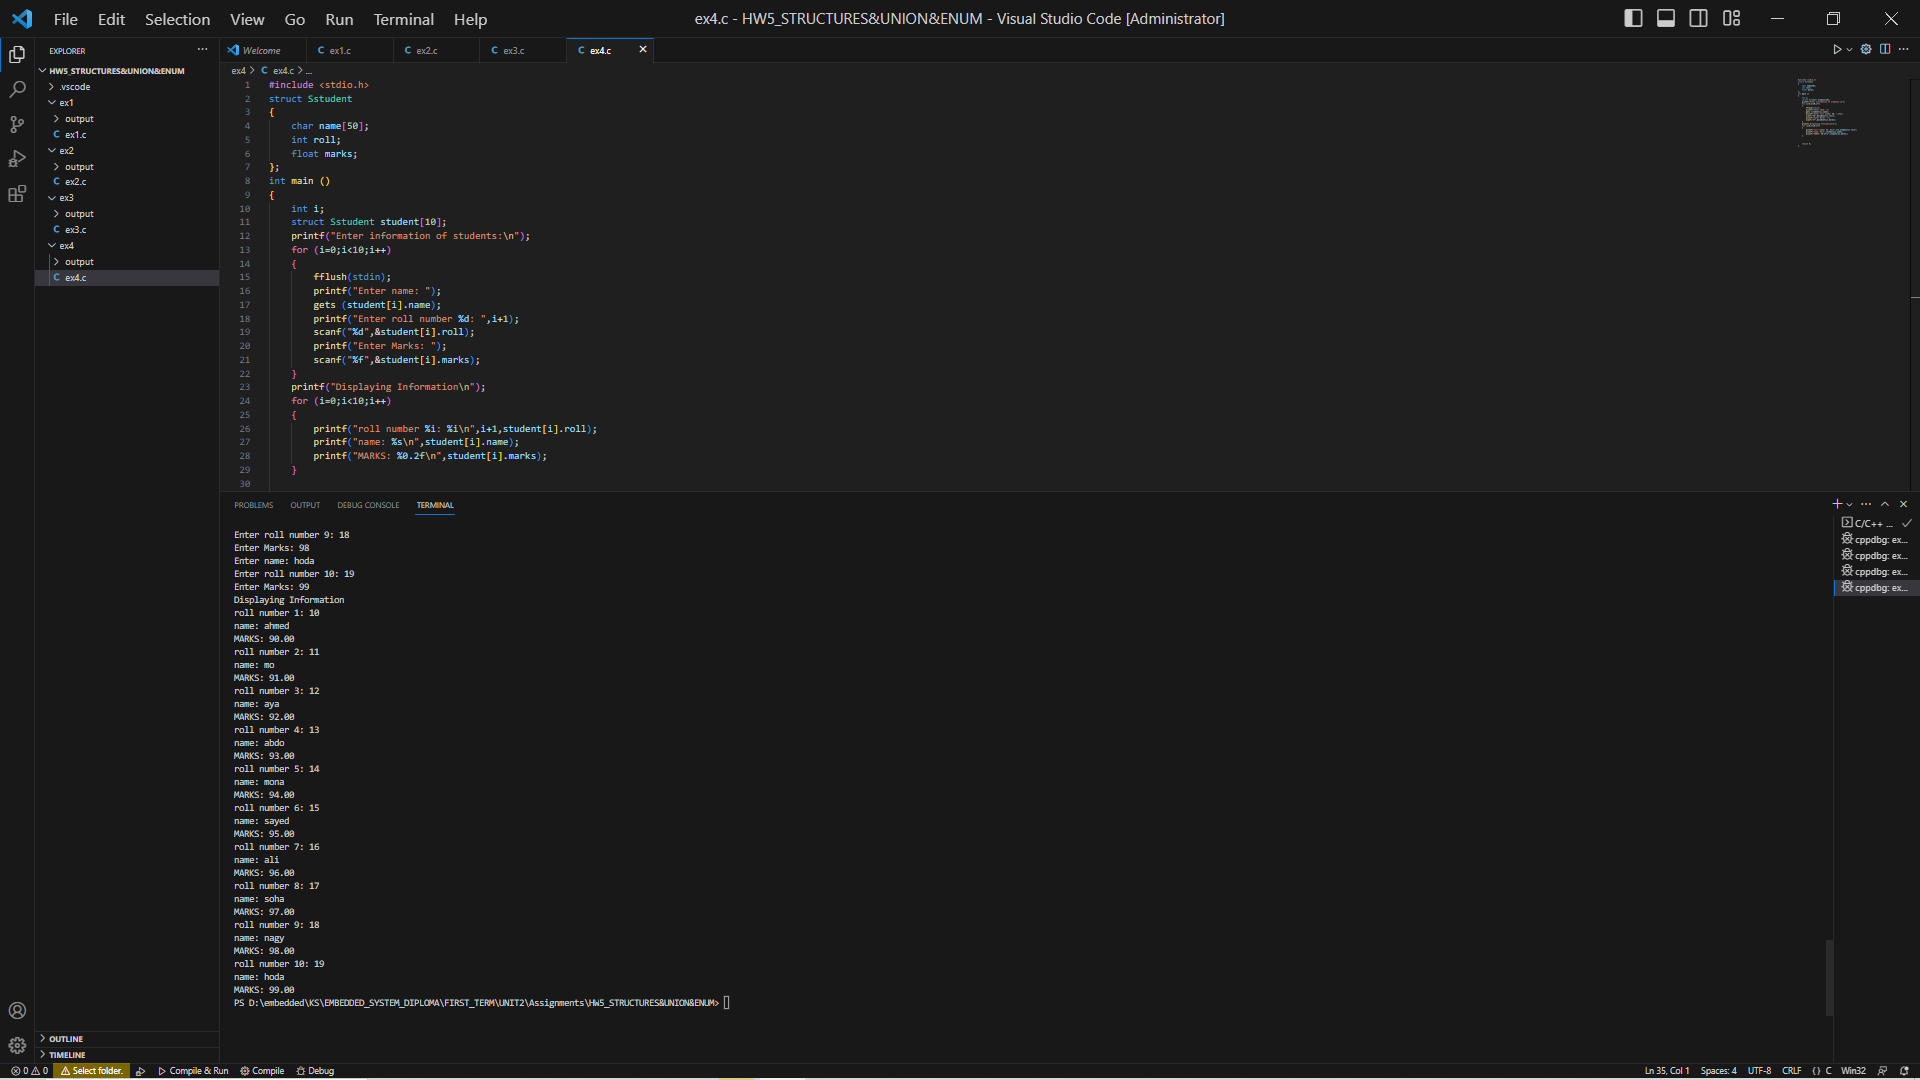 File Edit Selection View Go Run Terminal Help
ex4.c - HW5_STRUCTURES&UNION&ENUM - Visual Studio Code [Administrator]
EXPLORER
HW5_STRUCTURES&UNION&ENUM
.vscode
ex1
output
C ex1.c
ex2
output
C ex2.c
ex3
output
C ex3.c
ex4
output
C ex4.c
OUTLINE
TIMELINE
Welcome C ex1.c C ex2.c C ex3.c C ex4.c
ex4 > C ex4.c > ...
1 #include <stdio.h>
2 struct Sstudent
3 {
4 char name[50];
5 int roll;
6 float marks;
7 };
8 int main ()
9 {
10 int i;
11 struct Sstudent student[10];
12 printf("Enter information of students:\n");
13 for (i=0;i<10;i++)
14 {
15 fflush(stdin);
16 printf("Enter name: ");
17 gets (student[i].name);
18 printf("Enter roll number %d: ",i+1);
19 scanf("%d",&student[i].roll);
20 printf("Enter Marks: ");
21 scanf("%f",&student[i].marks);
22 }
23 printf("Displaying Information\n");
24 for (i=0;i<10;i++)
25 {
26 printf("roll number %i: %i\n",i+1,student[i].roll);
27 printf("name: %s\n",student[i].name);
28 printf("MARKS: %0.2f\n",student[i].marks);
29 }
30
PROBLEMS OUTPUT DEBUG CONSOLE TERMINAL
Enter roll number 9: 18
Enter Marks: 98
Enter name: hoda
Enter roll number 10: 19
Enter Marks: 99
Displaying Information
roll number 1: 10
name: ahmed
MARKS: 90.00
roll number 2: 11
name: mo
MARKS: 91.00
roll number 3: 12
name: aya
MARKS: 92.00
roll number 4: 13
name: abdo
MARKS: 93.00
roll number 5: 14
name: mona
MARKS: 94.00
roll number 6: 15
name: sayed
MARKS: 95.00
roll number 7: 16
name: ali
MARKS: 96.00
roll number 8: 17
name: soha
MARKS: 97.00
roll number 9: 18
name: nagy
MARKS: 98.00
roll number 10: 19
name: hoda
MARKS: 99.00
PS D:\embedded\KS\EMBEDDED_SYSTEM_DIPLOMA\FIRST_TERM\UNIT2\Assignments\HW5_STRUCTURES&UNION&ENUM>
C/C++ ...
cppdbg: ex...
cppdbg: ex...
cppdbg: ex...
cppdbg: ex...
0 0 Select folder. Compile & Run Compile Debug
Ln 35, Col 1 Spaces: 4 UTF-8 CRLF {} C Win32